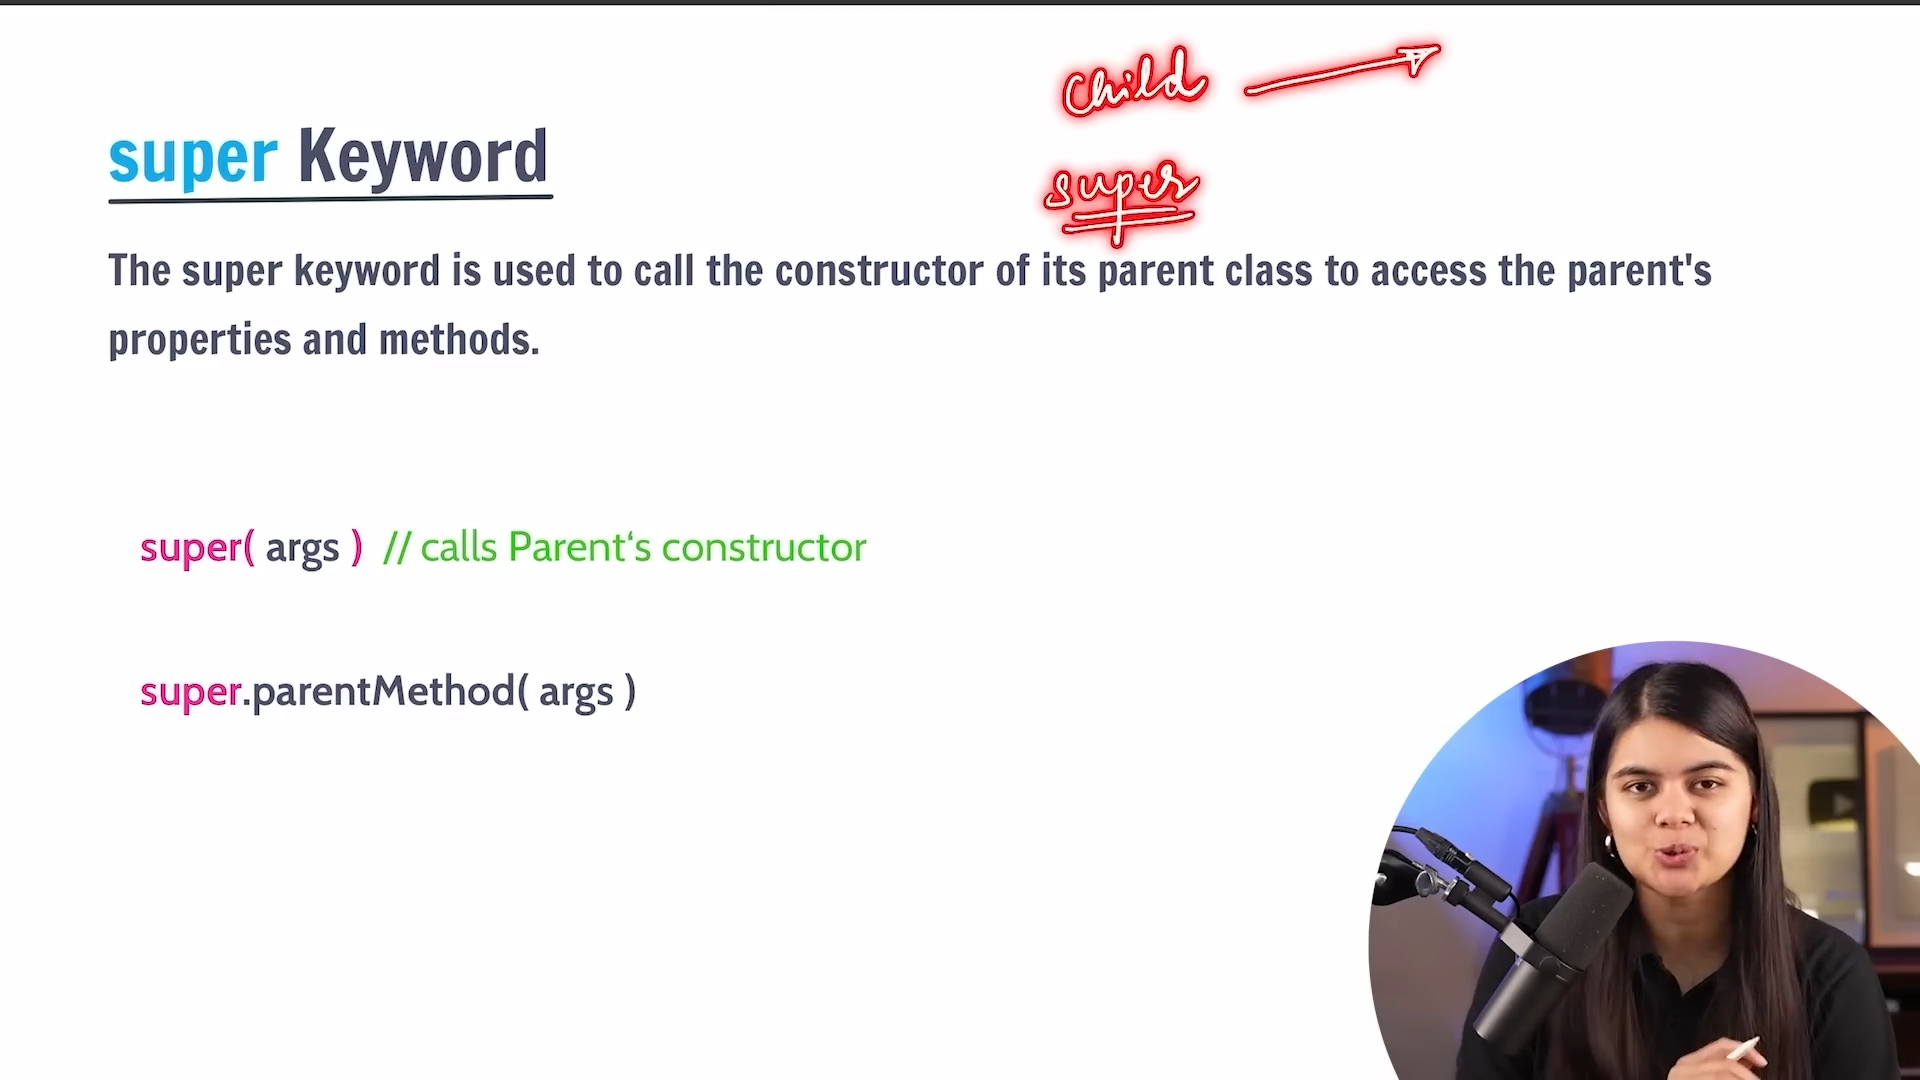 child
super
super Keyword
The super keyword is used to call the constructor of its parent class to access the parent's
properties and methods.
super( args ) // calls Parent‘s constructor
super.parentMethod( args )